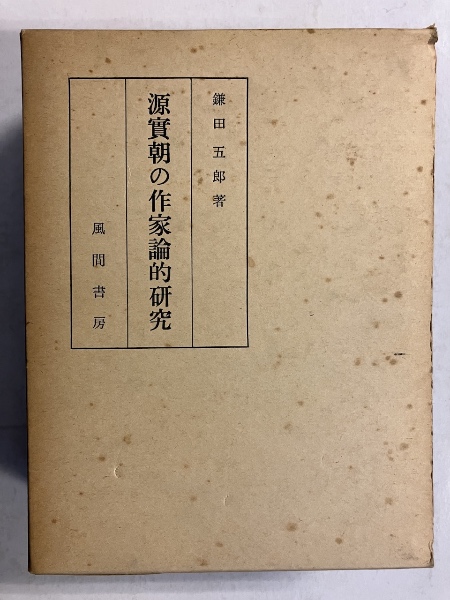 鎌田五郎著
源實朝の作家論的研究
風間書房